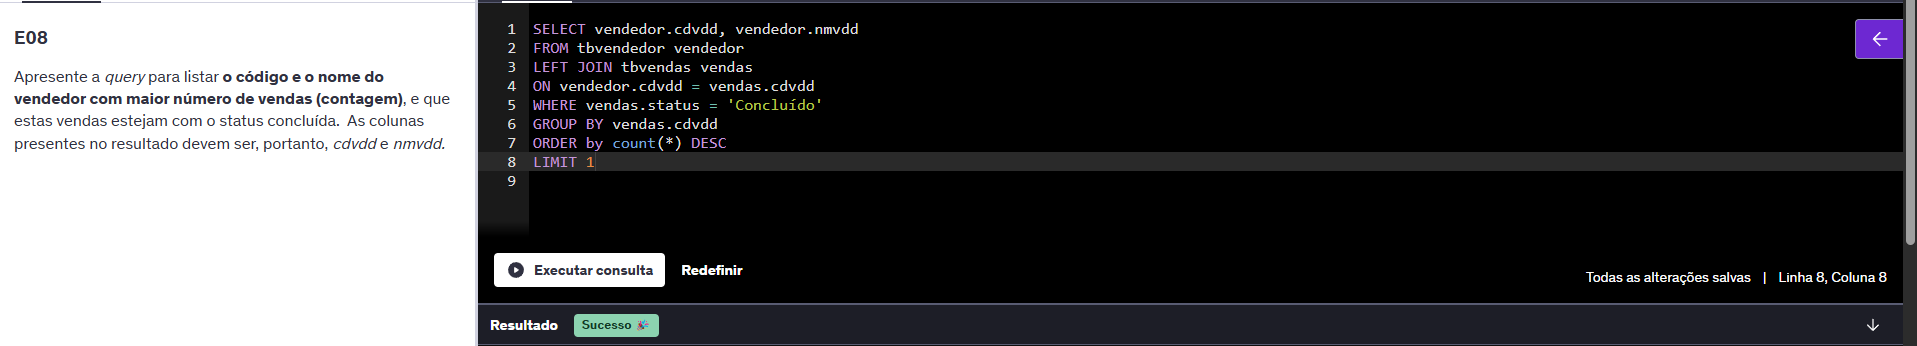 E08
Apresente a query para listar o código e o nome do
vendedor com maior número de vendas (contagem), e que
estas vendas estejam com o status concluída.  As colunas
presentes no resultado devem ser, portanto, cdvdd e nmvdd.
1 SELECT vendedor.cdvdd, vendedor.nmvdd
2 FROM tbvendedor vendedor
3 LEFT JOIN tbvendas vendas
4 ON vendedor.cdvdd = vendas.cdvdd
5 WHERE vendas.status = 'Concluído'
6 GROUP BY vendas.cdvdd
7 ORDER by count(*) DESC
8 LIMIT 1
9
Executar consulta Redefinir
Todas as alterações salvas | Linha 8, Coluna 8
Resultado Sucesso 🎉